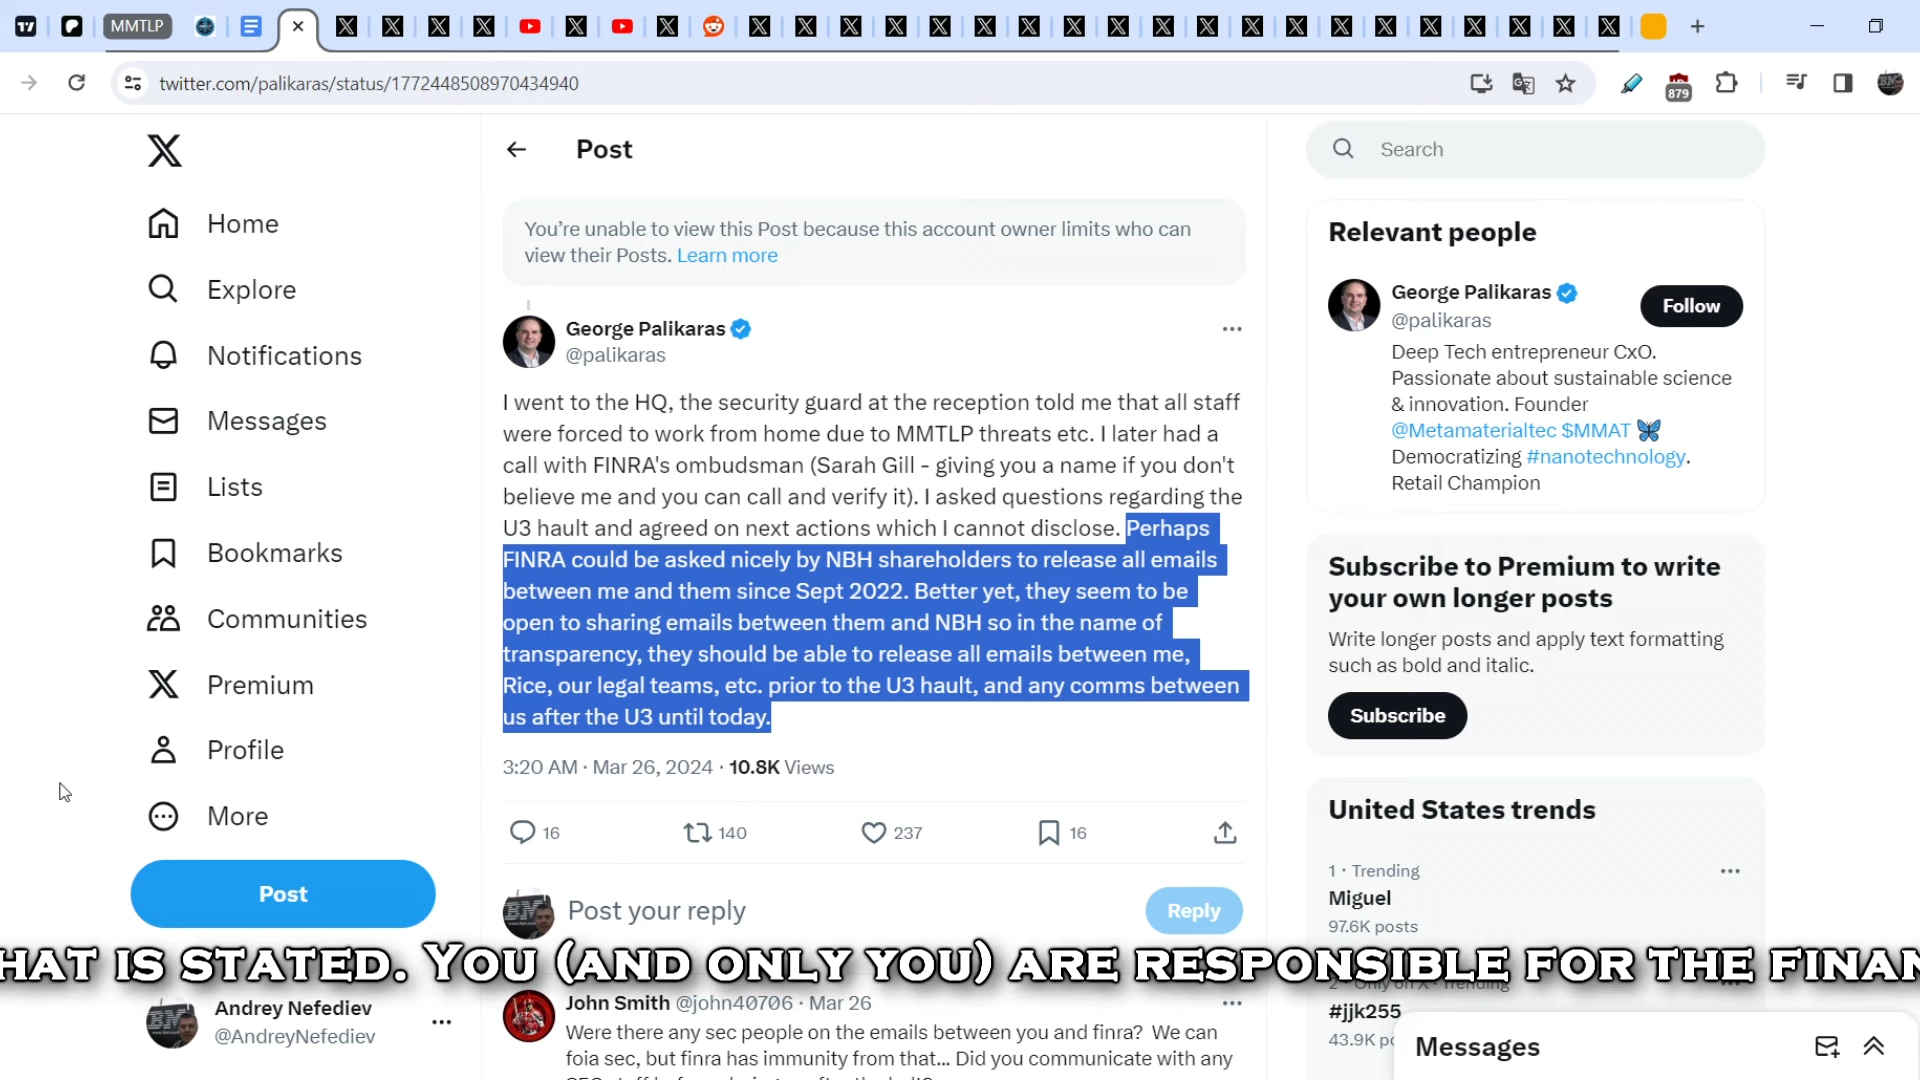 MMTLP
twitter.com/palikaras/status/1772448508970434940
879
Home
Explore
Notifications
Messages
Lists
Bookmarks
Communities
Premium
Profile
More
Post
Andrey Nefediev
@AndreyNefediev
Post
You're unable to view this Post because this account owner limits who can
view their Posts. Learn more
George Palikaras
@palikaras
I went to the HQ, the security guard at the reception told me that all staff
were forced to work from home due to MMTLP threats etc. I later had a
call with FINRA's ombudsman (Sarah Gill - giving you a name if you don't
believe me and you can call and verify it). I asked questions regarding the
U3 hault and agreed on next actions which I cannot disclose. Perhaps
FINRA could be asked nicely by NBH shareholders to release all emails
between me and them since Sept 2022. Better yet, they seem to be
open to sharing emails between them and NBH so in the name of
transparency, they should be able to release all emails between me,
Rice, our legal teams, etc. prior to the U3 hault, and any comms between
us after the U3 until today.
3:20 AM · Mar 26, 2024 · 10.8K Views
16
140
237
16
Post your reply
Reply
HAT IS STATED. YOU (AND ONLY YOU) ARE RESPONSIBLE FOR THE FINAN
John Smith @john40706 · Mar 26
Were there any sec people on the emails between you and finra? We can
foia sec, but finra has immunity from that... Did you communicate with any
Search
Relevant people
George Palikaras
@palikaras
Follow
Deep Tech entrepreneur CxO.
Passionate about sustainable science
& innovation. Founder
@Metamaterialtec $MMAT
Democratizing #nanotechnology.
Retail Champion
Subscribe to Premium to write
your own longer posts
Write longer posts and apply text formatting
such as bold and italic.
Subscribe
United States trends
1 · Trending
Miguel
97.6K posts
2 · Only on X · Trending
#jjk255
43.9K po
Messages